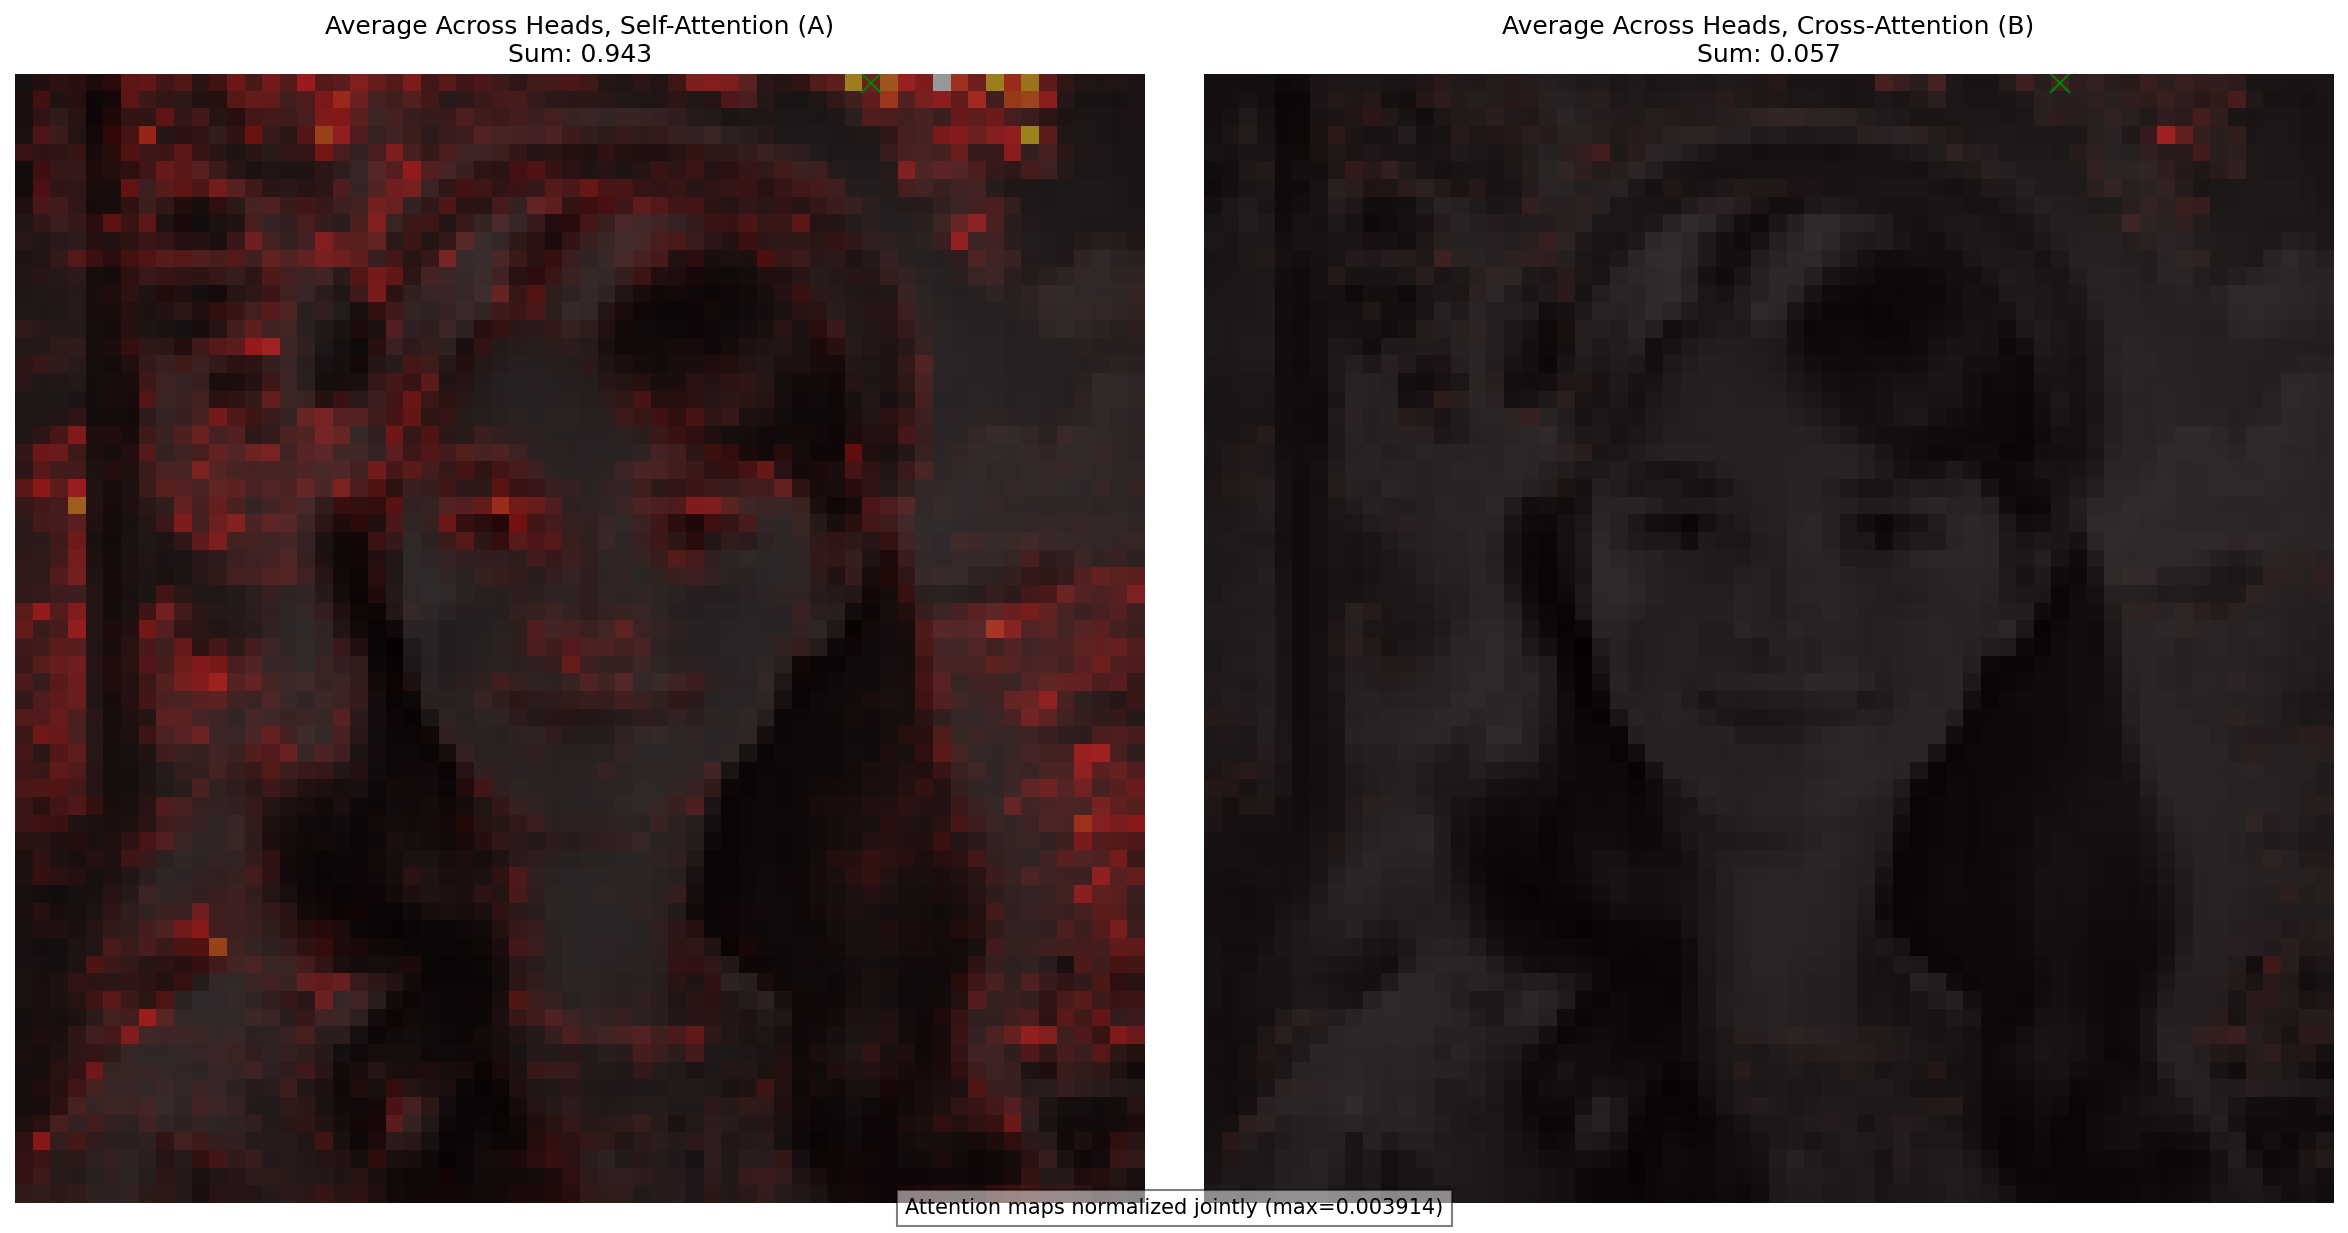 Average Across Heads, Self-Attention (A)
Sum: 0.943
Average Across Heads, Cross-Attention (B)
Sum: 0.057
Attention maps normalized jointly (max=0.003914)